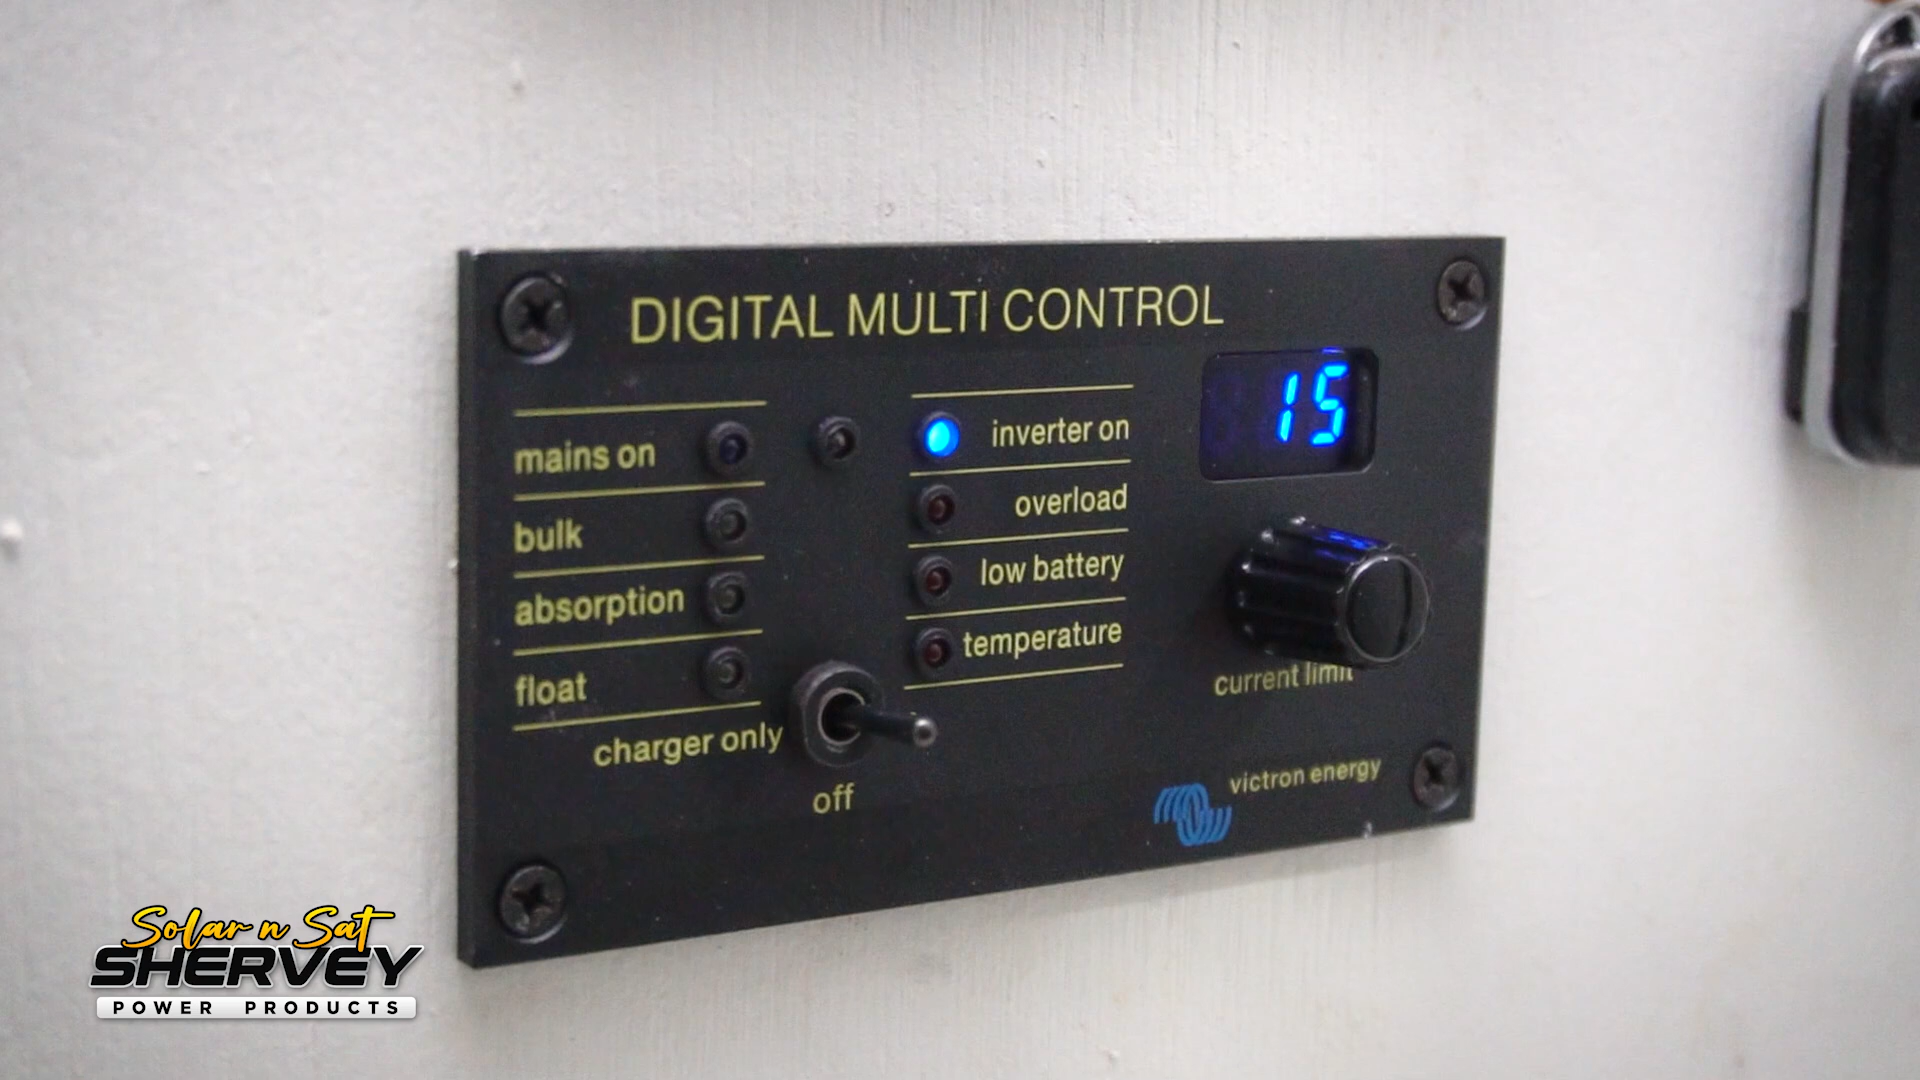 DIGITAL MULTI CONTROL
15
mains on
inverter on
bulk
overload
absorption
low battery
float
temperature
charger only
off
current limit
victron energy
Solar n Sat
SHERVEY
POWER PRODUCTS